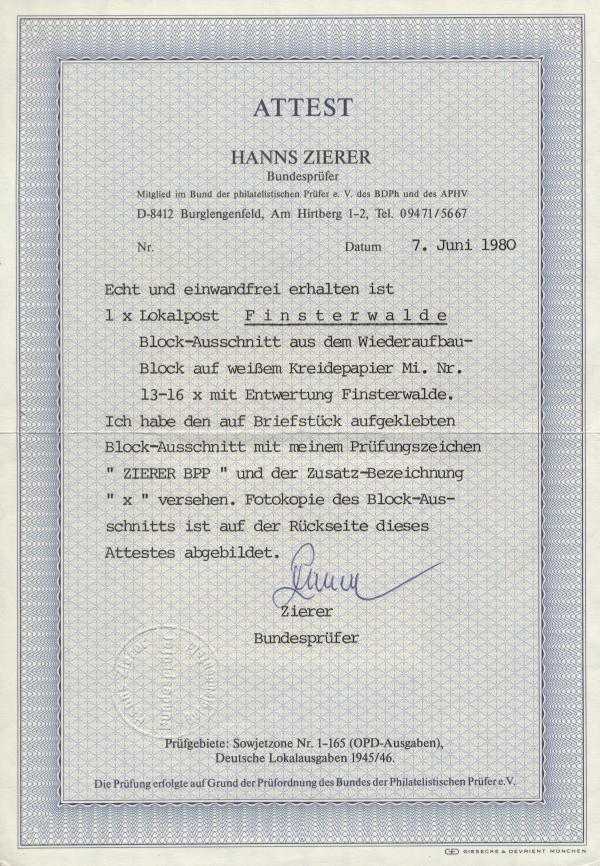 ATTEST
HANNS ZIERER
Bundesprüfer
Mitglied im Bund der philatelistischen Prüfer e. V. des BDPh und des APHV
D-8412 Burglengenfeld, Am Hirtberg 1-2, Tel. 09471/5667
Nr. Datum 7. Juni 1980
Echt und einwandfrei erhalten ist
1 x Lokalpost F i n s t e r w a l d e
Block-Ausschnitt aus dem Wiederaufbau-
Block auf weißem Kreidepapier Mi. Nr.
13-16 x mit Entwertung Finsterwalde.
Ich habe den auf Briefstück aufgeklebten
Block-Ausschnitt mit meinem Prüfungszeichen
" ZIERER BPP " und der Zusatz-Bezeichnung
" x " versehen. Fotokopie des Block-Aus-
schnitts ist auf der Rückseite dieses
Attestes abgebildet.
Zierer
Bundesprüfer
Prüfgebiete: Sowjetzone Nr. 1-165 (OPD-Ausgaben),
Deutsche Lokalausgaben 1945/46.
Die Prüfung erfolgte auf Grund der Prüfordnung des Bundes der Philatelistischen Prüfer e.V.
GIESECKE & DEVRIENT MÜNCHEN